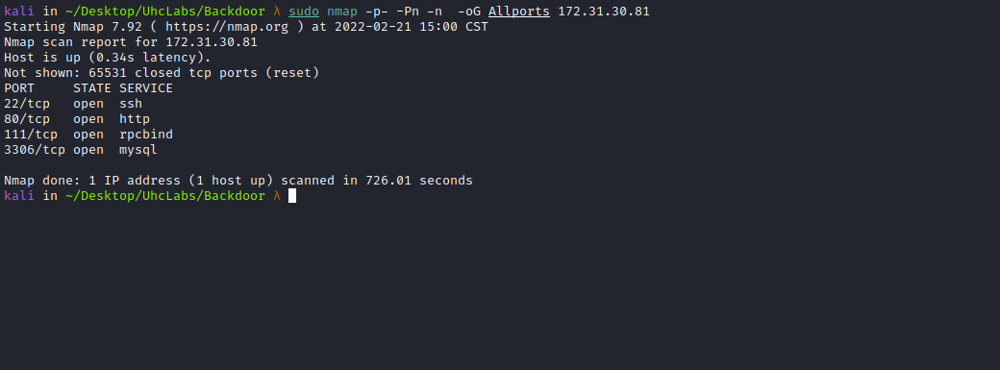 kali in ~/Desktop/UhcLabs/Backdoor λ sudo nmap -p- -Pn -n  -oG Allports 172.31.30.81
Starting Nmap 7.92 ( https://nmap.org ) at 2022-02-21 15:00 CST
Nmap scan report for 172.31.30.81
Host is up (0.34s latency).
Not shown: 65531 closed tcp ports (reset)
PORT     STATE SERVICE
22/tcp   open  ssh
80/tcp   open  http
111/tcp  open  rpcbind
3306/tcp open  mysql
Nmap done: 1 IP address (1 host up) scanned in 726.01 seconds
kali in ~/Desktop/UhcLabs/Backdoor λ